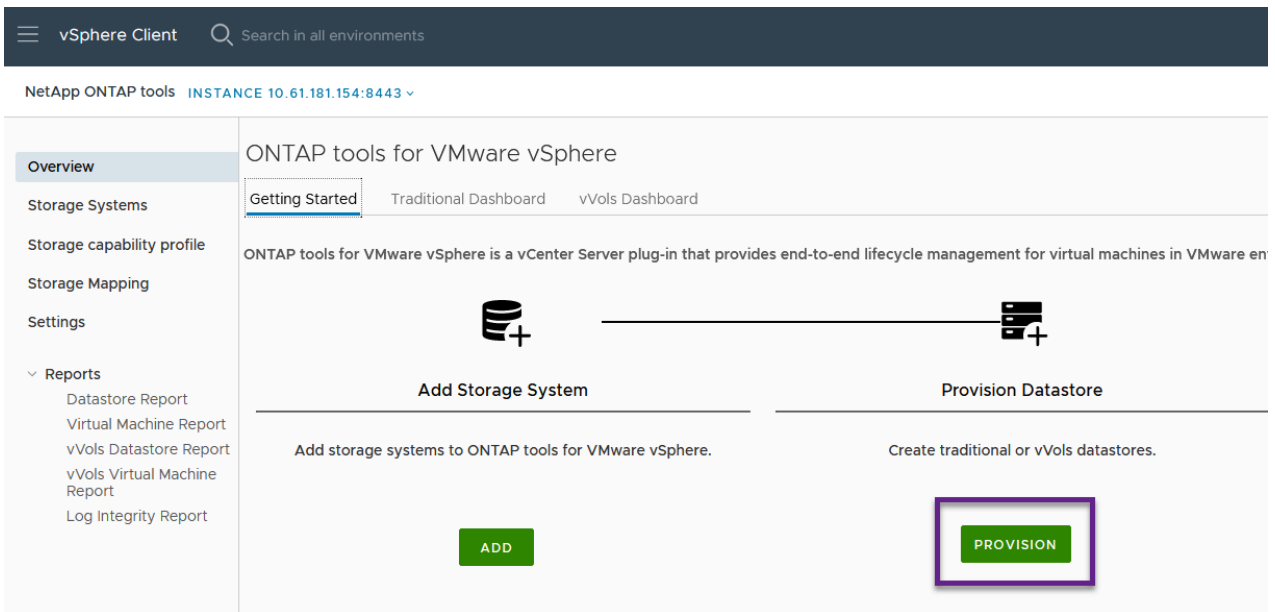 vSphere Client
Search in all environments
NetApp ONTAP tools INSTANCE 10.61.181.154:8443
Overview
Storage Systems
Storage capability profile
Storage Mapping
Settings
Reports
Datastore Report
Virtual Machine Report
vVols Datastore Report
vVols Virtual Machine
Report
Log Integrity Report
ONTAP tools for VMware vSphere
Getting Started Traditional Dashboard vVols Dashboard
ONTAP tools for VMware vSphere is a vCenter Server plug-in that provides end-to-end lifecycle management for virtual machines in VMware
Add Storage System
Add storage systems to ONTAP tools for VMware vSphere.
ADD
Provision Datastore
Create traditional or vVols datastores.
PROVISION